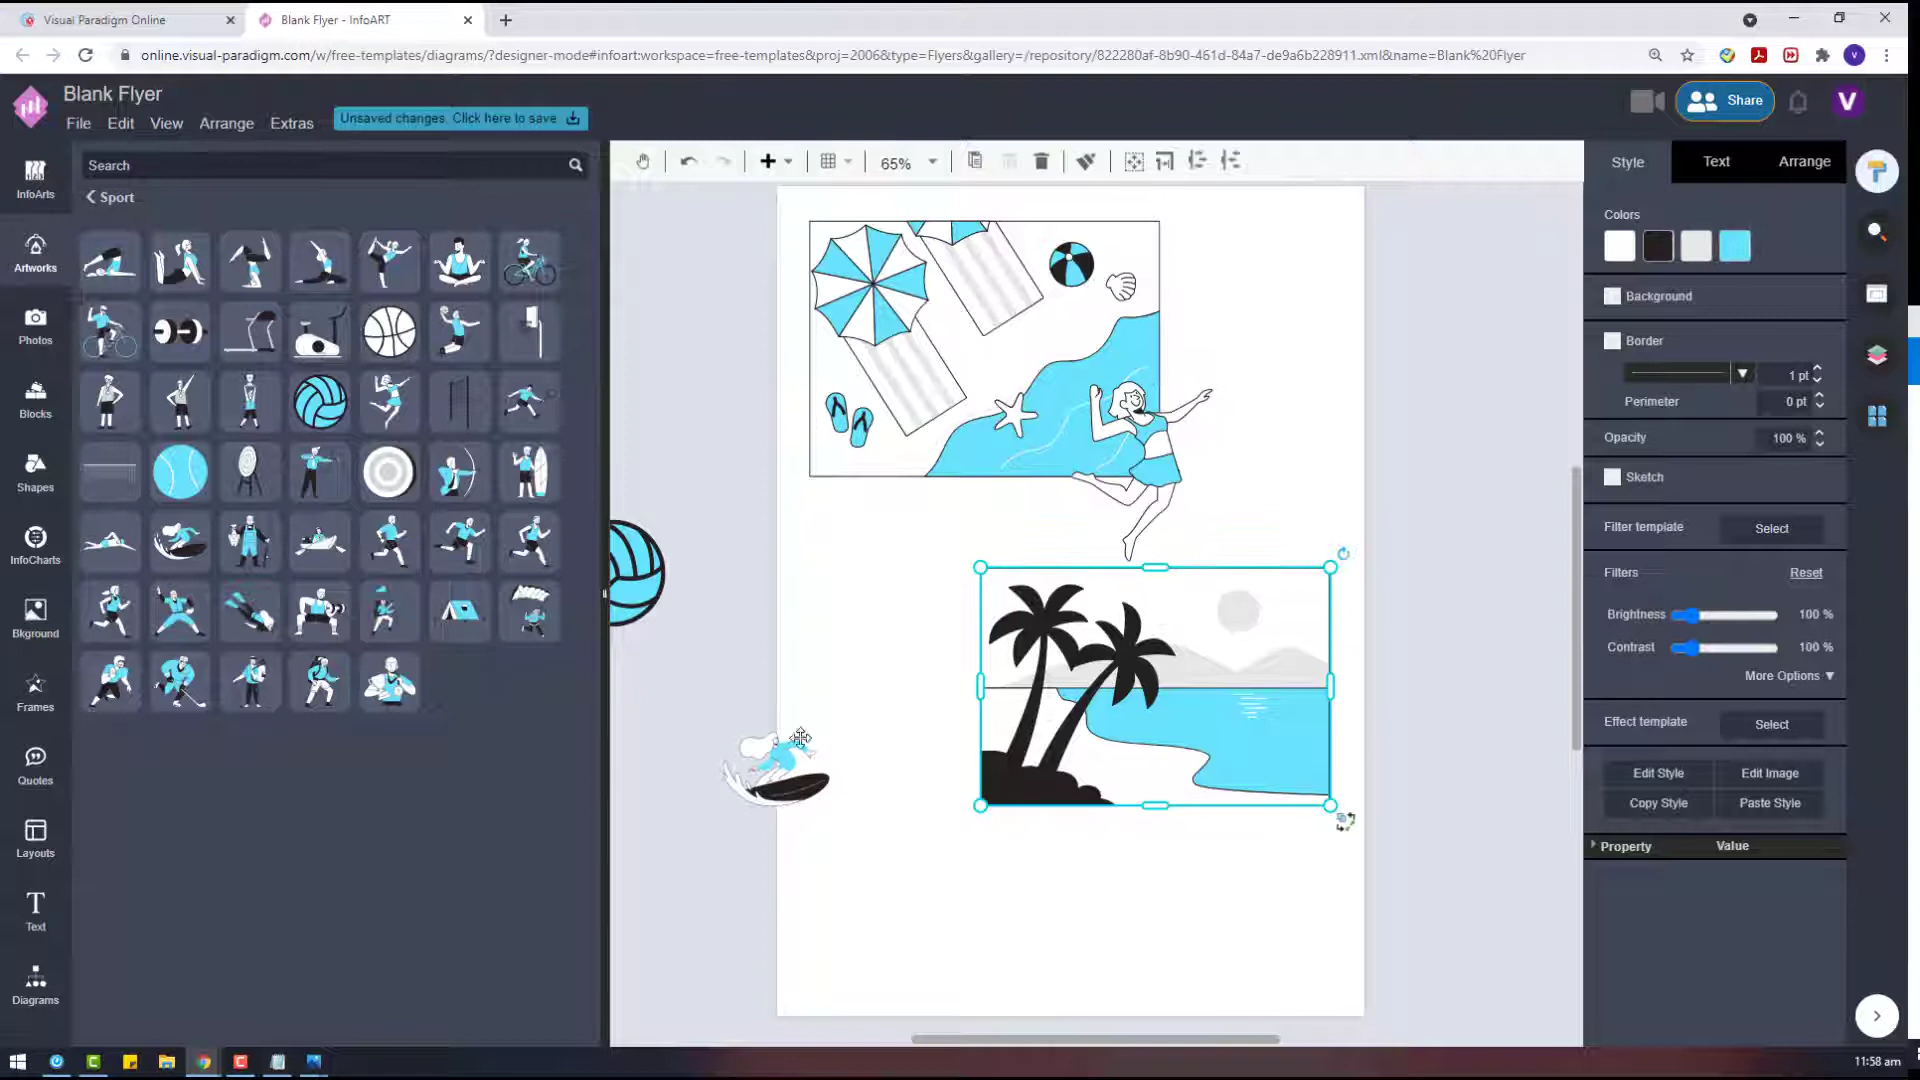 Visual Paradigm Online
Blank Flyer - InfoART
online.visual-paradigm.com/w/free-templates/diagrams/?designer-mode#infoart:workspace=free-templates&proj=2006&type=Flyers&gallery=/repository/822280af-8b90-461d-84a7-de9a6b228911.xml&name=Blank%20Flyer
V
Blank Flyer
File Edit View Arrange Extras
Unsaved changes. Click here to save
Share
V
InfoArts
Artworks
Photos
Blocks
Shapes
InfoCharts
Bkground
Frames
Quotes
Layouts
Text
Diagrams
Search
Sport
65%
Style Text Arrange
Colors
Background
Border
1 pt
Perimeter 0 pt
Opacity 100 %
Sketch
Filter template Select
Filters Reset
Brightness 100 %
Contrast 100 %
More Options ▼
Effect template Select
Edit Style Edit Image
Copy Style Paste Style
Property Value
11:58 am